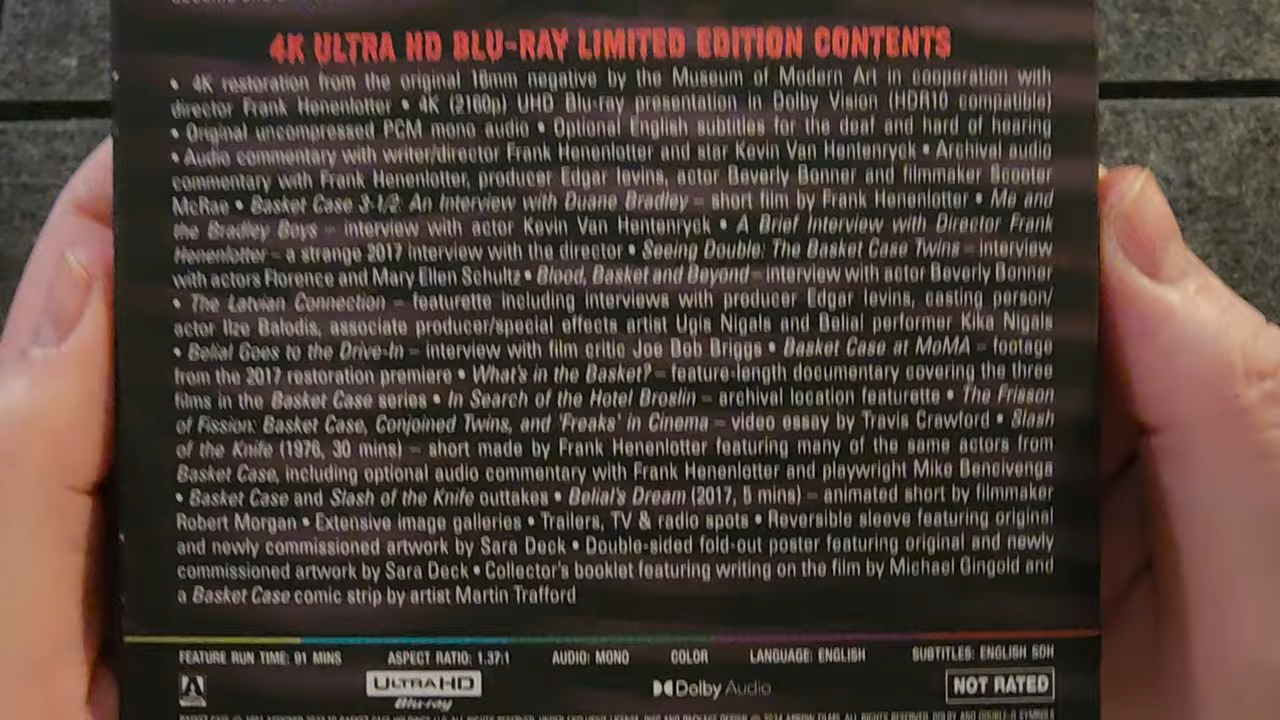 4K ULTRA HD BLU-RAY LIMITED EDITION CONTENTS
• 4K restoration from the original 16mm negative by the Museum of Modern Art in cooperation with
director Frank Henenlotter • 4K (2160p) UHD Blu-ray presentation in Dolby Vision (HDR10 compatible)
• Original uncompressed PCM mono audio • Optional English subtitles for the deaf and hard of hearing
• Audio commentary with writer/director Frank Henenlotter and star Kevin Van Hentenryck • Archival audio
commentary with Frank Henenlotter, producer Edgar Ievins, actor Beverly Bonner and filmmaker Scooter
McRae • Basket Case 3-1/2: An Interview with Duane Bradley – short film by Frank Henenlotter • Me and
the Bradley Boys – interview with actor Kevin Van Hentenryck • A Brief Interview with Director Frank
Henenlotter – a strange 2017 interview with the director • Seeing Double: The Basket Case Twins – interview
with actors Florence and Mary Ellen Schultz • Blood, Basket and Beyond – interview with actor Beverly Bonner
• The Latvian Connection – featurette including interviews with producer Edgar Ievins, casting person/
actor Ilze Balodis, associate producer/special effects artist Ugis Nigals and Belial performer Kika Nigals
• Belial Goes to the Drive-In – interview with film critic Joe Bob Briggs • Basket Case at MoMA – footage
from the 2017 restoration premiere • What's in the Basket? – feature-length documentary covering the three
films in the Basket Case series • In Search of the Hotel Broslin – archival location featurette • The Frisson
of Fission: Basket Case, Conjoined Twins, and 'Freaks' in Cinema – video essay by Travis Crawford • Slash
of the Knife (1976, 30 mins) – short made by Frank Henenlotter featuring many of the same actors from
Basket Case, including optional audio commentary with Frank Henenlotter and playwright Mike Bencivenga
• Basket Case and Slash of the Knife outtakes • Belial's Dream (2017, 5 mins) – animated short by filmmaker
Robert Morgan • Extensive image galleries • Trailers, TV & radio spots • Reversible sleeve featuring original
and newly commissioned artwork by Sara Deck • Double-sided fold-out poster featuring original and newly
commissioned artwork by Sara Deck • Collector's booklet featuring writing on the film by Michael Gingold and
a Basket Case comic strip by artist Martin Trafford
FEATURE RUN TIME: 91 MINS ASPECT RATIO: 1.37:1 AUDIO: MONO COLOR LANGUAGE: ENGLISH SUBTITLES: ENGLISH SDH
ULTRA HD Blu-ray Dolby Audio NOT RATED